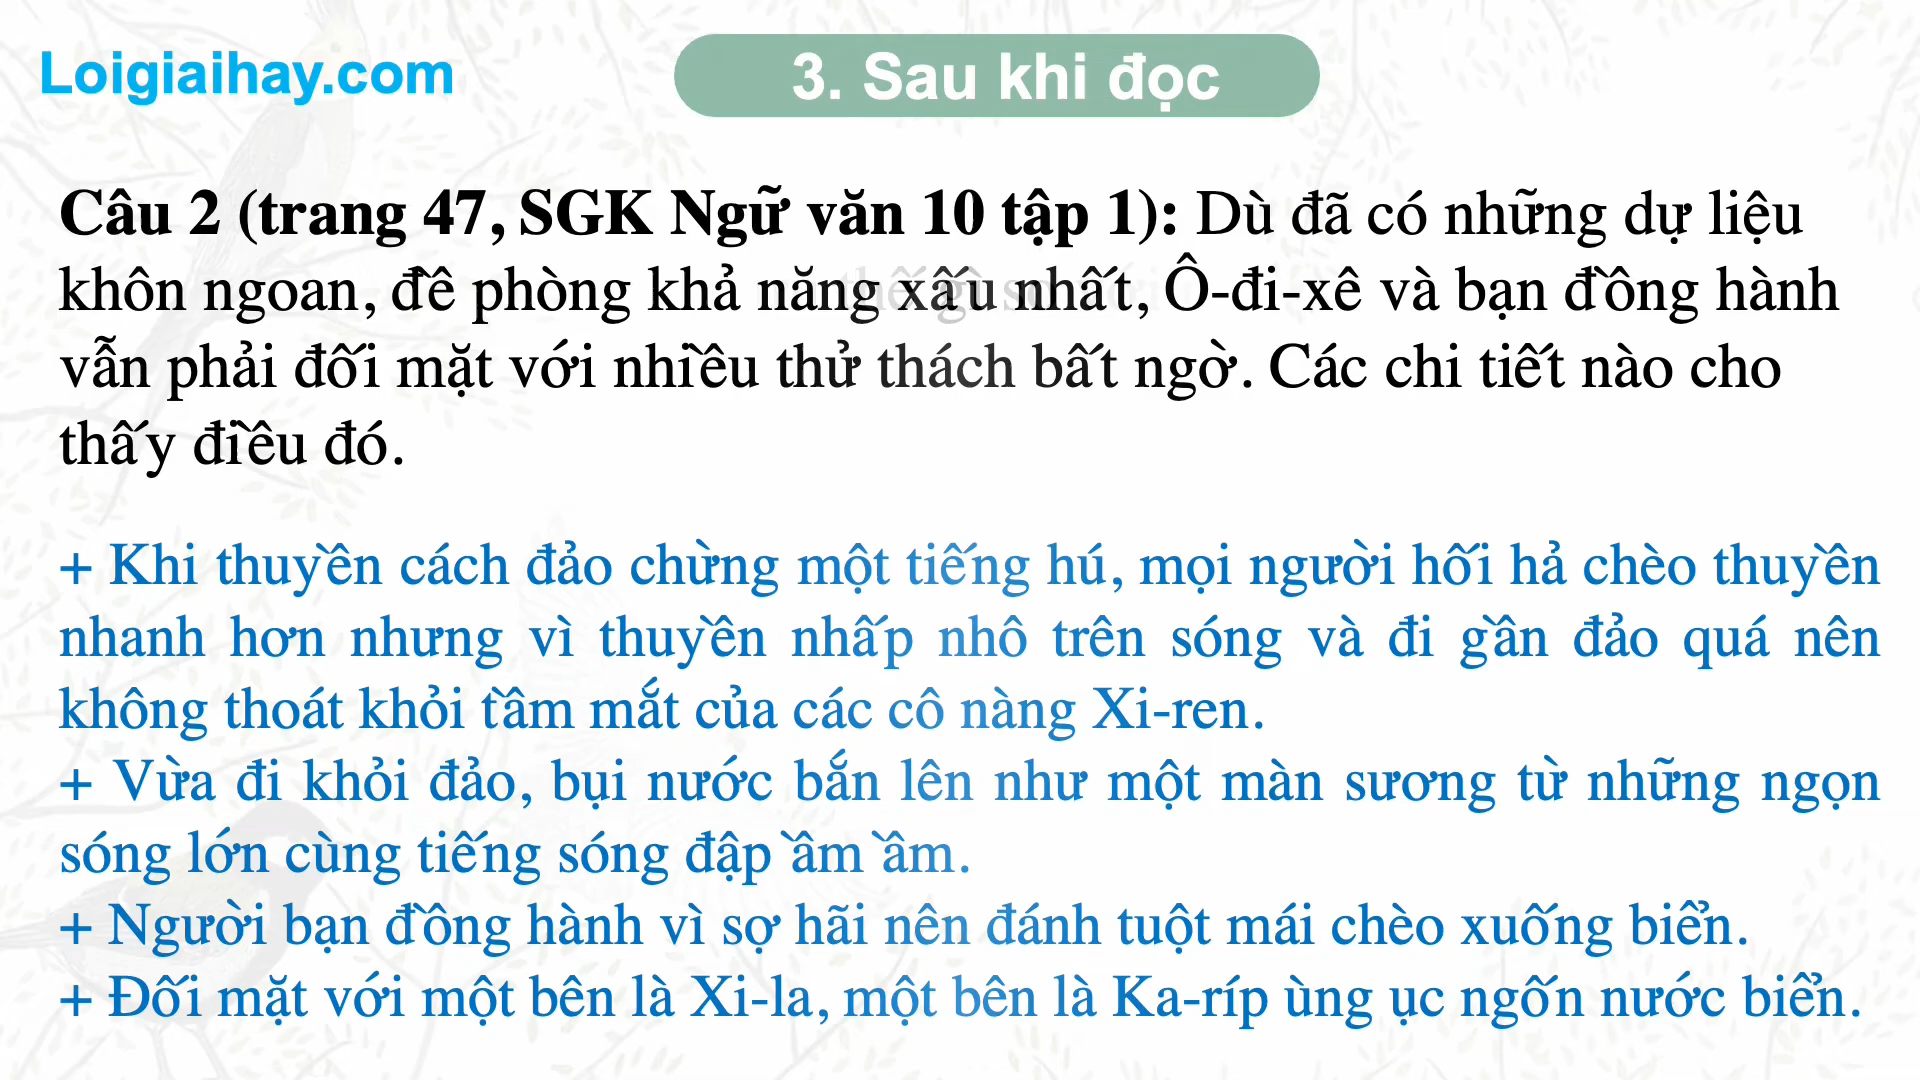 Loigiaihay.com
3. Sau khi đọc
Câu 2 (trang 47, SGK Ngữ văn 10 tập 1): Dù đã có những dự liệu
khôn ngoan, đề phòng khả năng xấu nhất, Ô-đi-xê và bạn đồng hành
vẫn phải đối mặt với nhiều thử thách bất ngờ. Các chi tiết nào cho
thấy điều đó.
+ Khi thuyền cách đảo chừng một tiếng hú, mọi người hối hả chèo thuyền
nhanh hơn nhưng vì thuyền nhấp nhô trên sóng và đi gần đảo quá nên
không thoát khỏi tầm mắt của các cô nàng Xi-ren.
+ Vừa đi khỏi đảo, bụi nước bắn lên như một màn sương từ những ngọn
sóng lớn cùng tiếng sóng đập ầm ầm.
+ Người bạn đồng hành vì sợ hãi nên đánh tuột mái chèo xuống biển.
+ Đối mặt với một bên là Xi-la, một bên là Ka-ríp ùng ục ngốn nước biển.